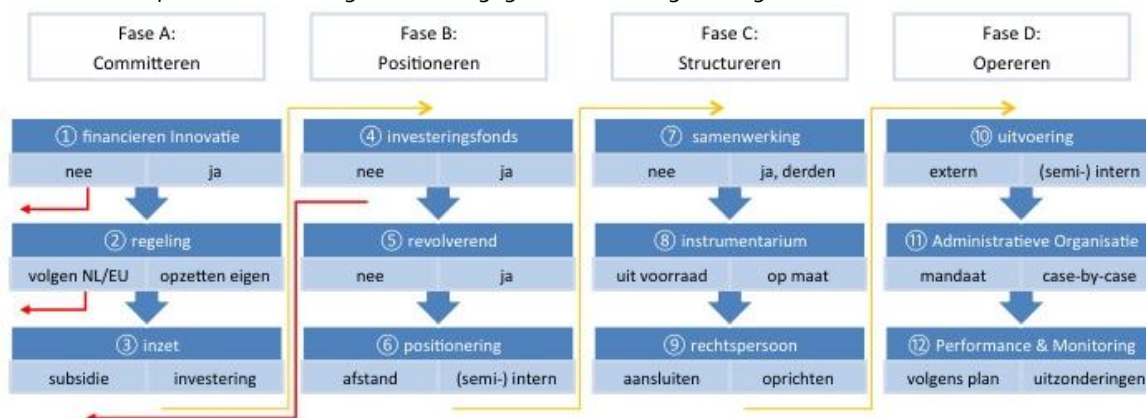 Fase A:
Committeren
① financieren Innovatie
nee ja
② regeling
volgen NL/EU opzetten eigen
③ inzet
subsidie investering
Fase B:
Positioneren
④ investeringsfonds
nee ja
⑤ revolverend
nee ja
⑥ positionering
afstand (semi-) intern
Fase C:
Structureren
⑦ samenwerking
nee ja, derden
⑧ instrumentarium
uit voorraad op maat
⑨ rechtspersoon
aansluiten oprichten
Fase D:
Opereren
⑩ uitvoering
extern (semi-) intern
⑪ Administratieve Organisatie
mandaat case-by-case
⑫ Performance & Monitoring
volgens plan uitzonderingen